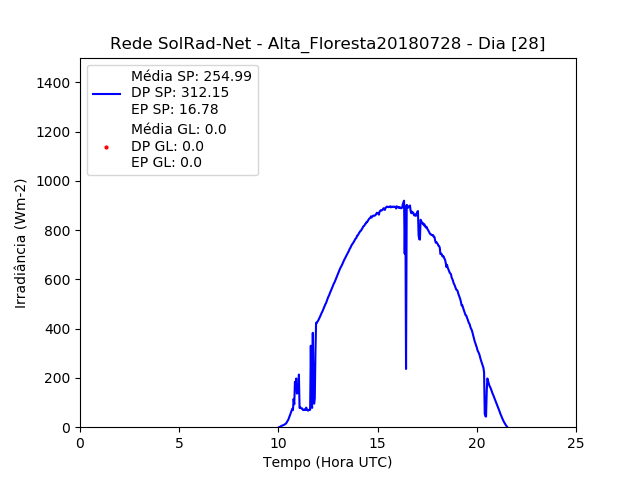 Rede SolRad-Net - Alta_Floresta20180728 - Dia [28]
Média SP: 254.99
DP SP: 312.15
EP SP: 16.78
Média GL: 0.0
DP GL: 0.0
EP GL: 0.0
Irradiância (Wm-2)
1400
1200
1000
800
600
400
200
0
0 5 10 15 20 25
Tempo (Hora UTC)